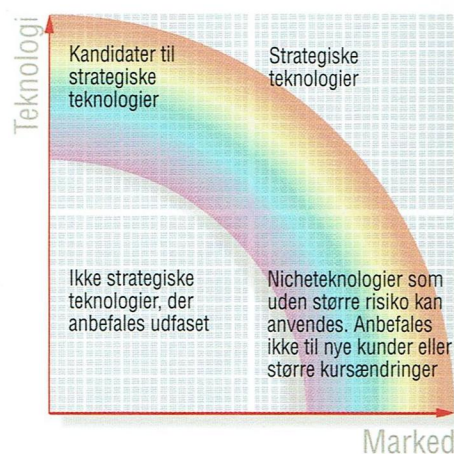 Teknologi
Kandidater til
strategiske
teknologier
Strategiske
teknologier
Ikke strategiske
teknologier, der
anbefales udfaset
Nicheteknologier som
uden større risiko kan
anvendes. Anbefales
ikke til nye kunder eller
større kursændringer
Marked